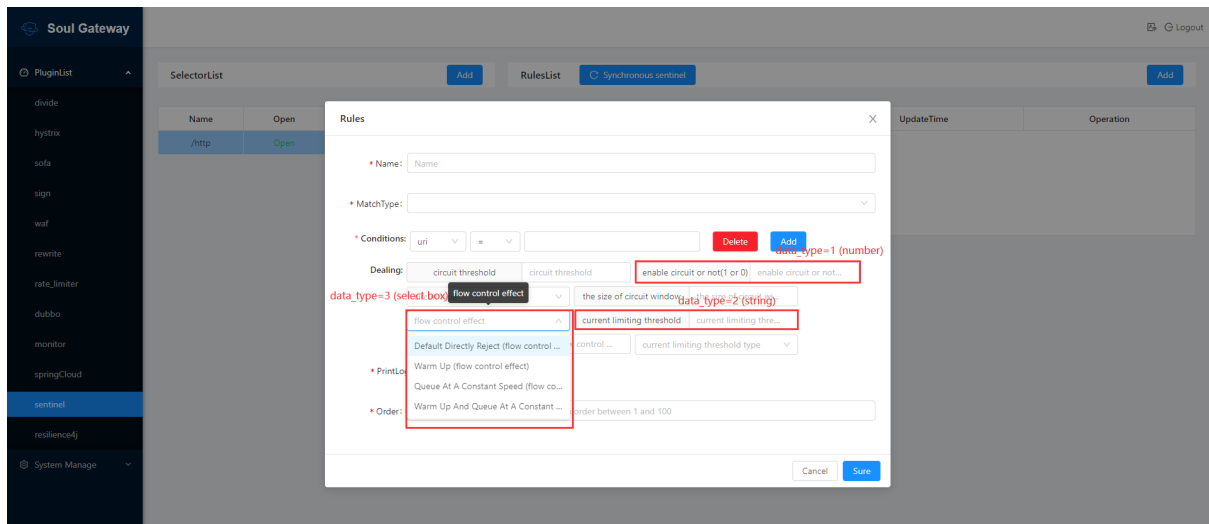 Soul Gateway
Logout
PluginList
SelectorList
Add
RulesList
Synchronous sentinel
Add
divide
Name
Open
Rules
UpdateTime
Operation
hystrix
/http
Open
sofa
* Name:
Name
sign
* MatchType:
waf
* Conditions:
uri
=
Delete
Add
rewrite
data_type=1 (number)
Dealing:
circuit threshold
circuit threshold
enable circuit or not(1 or 0)
enable circuit or not...
rate_limiter
data_type=3 (select box)
flow control effect
the size of circuit window
data_type=2 (string)
dubbo
flow control effect
current limiting threshold
current limiting thre...
monitor
Default Directly Reject (flow control ...
control ...
current limiting threshold type
springCloud
* PrintLo
Warm Up (flow control effect)
Queue At A Constant Speed (flow co...
sentinel
* Order:
Warm Up And Queue At A Constant ...
order between 1 and 100
resilience4j
System Manage
Cancel
Sure